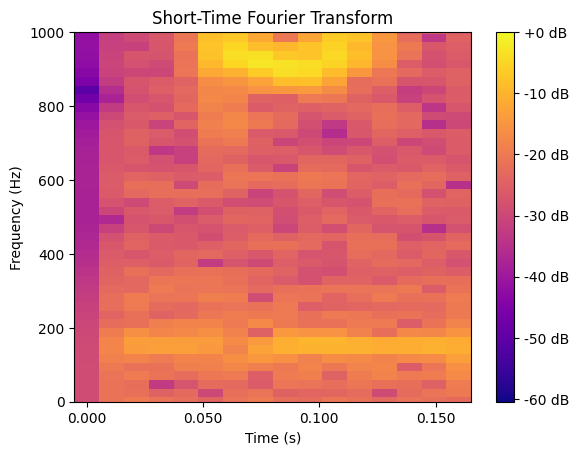 Short-Time Fourier Transform
Frequency (Hz)
1000
800
600
400
200
0
0.000 0.050 0.100 0.150
Time (s)
+0 dB
-10 dB
-20 dB
-30 dB
-40 dB
-50 dB
-60 dB